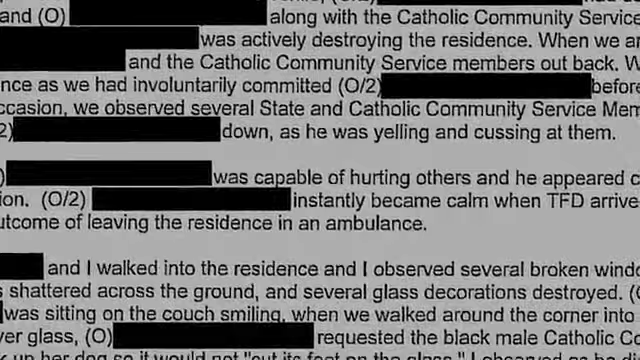 and (O) along with the Catholic Community Service
was actively destroying the residence. When we ar
and the Catholic Community Service members out back. W
nce as we had involuntarily committed (O/2) before
occasion, we observed several State and Catholic Community Service Mem
2) down, as he was yelling and cussing at them.
) was capable of hurting others and he appeared c
ion. (O/2) instantly became calm when TFD arrive
utcome of leaving the residence in an ambulance.
and I walked into the residence and I observed several broken windo
s shattered across the ground, and several glass decorations destroyed. (
was sitting on the couch smiling, when we walked around the corner into
ver glass, (O) requested the black male Catholic Co
k up her dog so it would not "cut its feet on the glass." I observed as he di